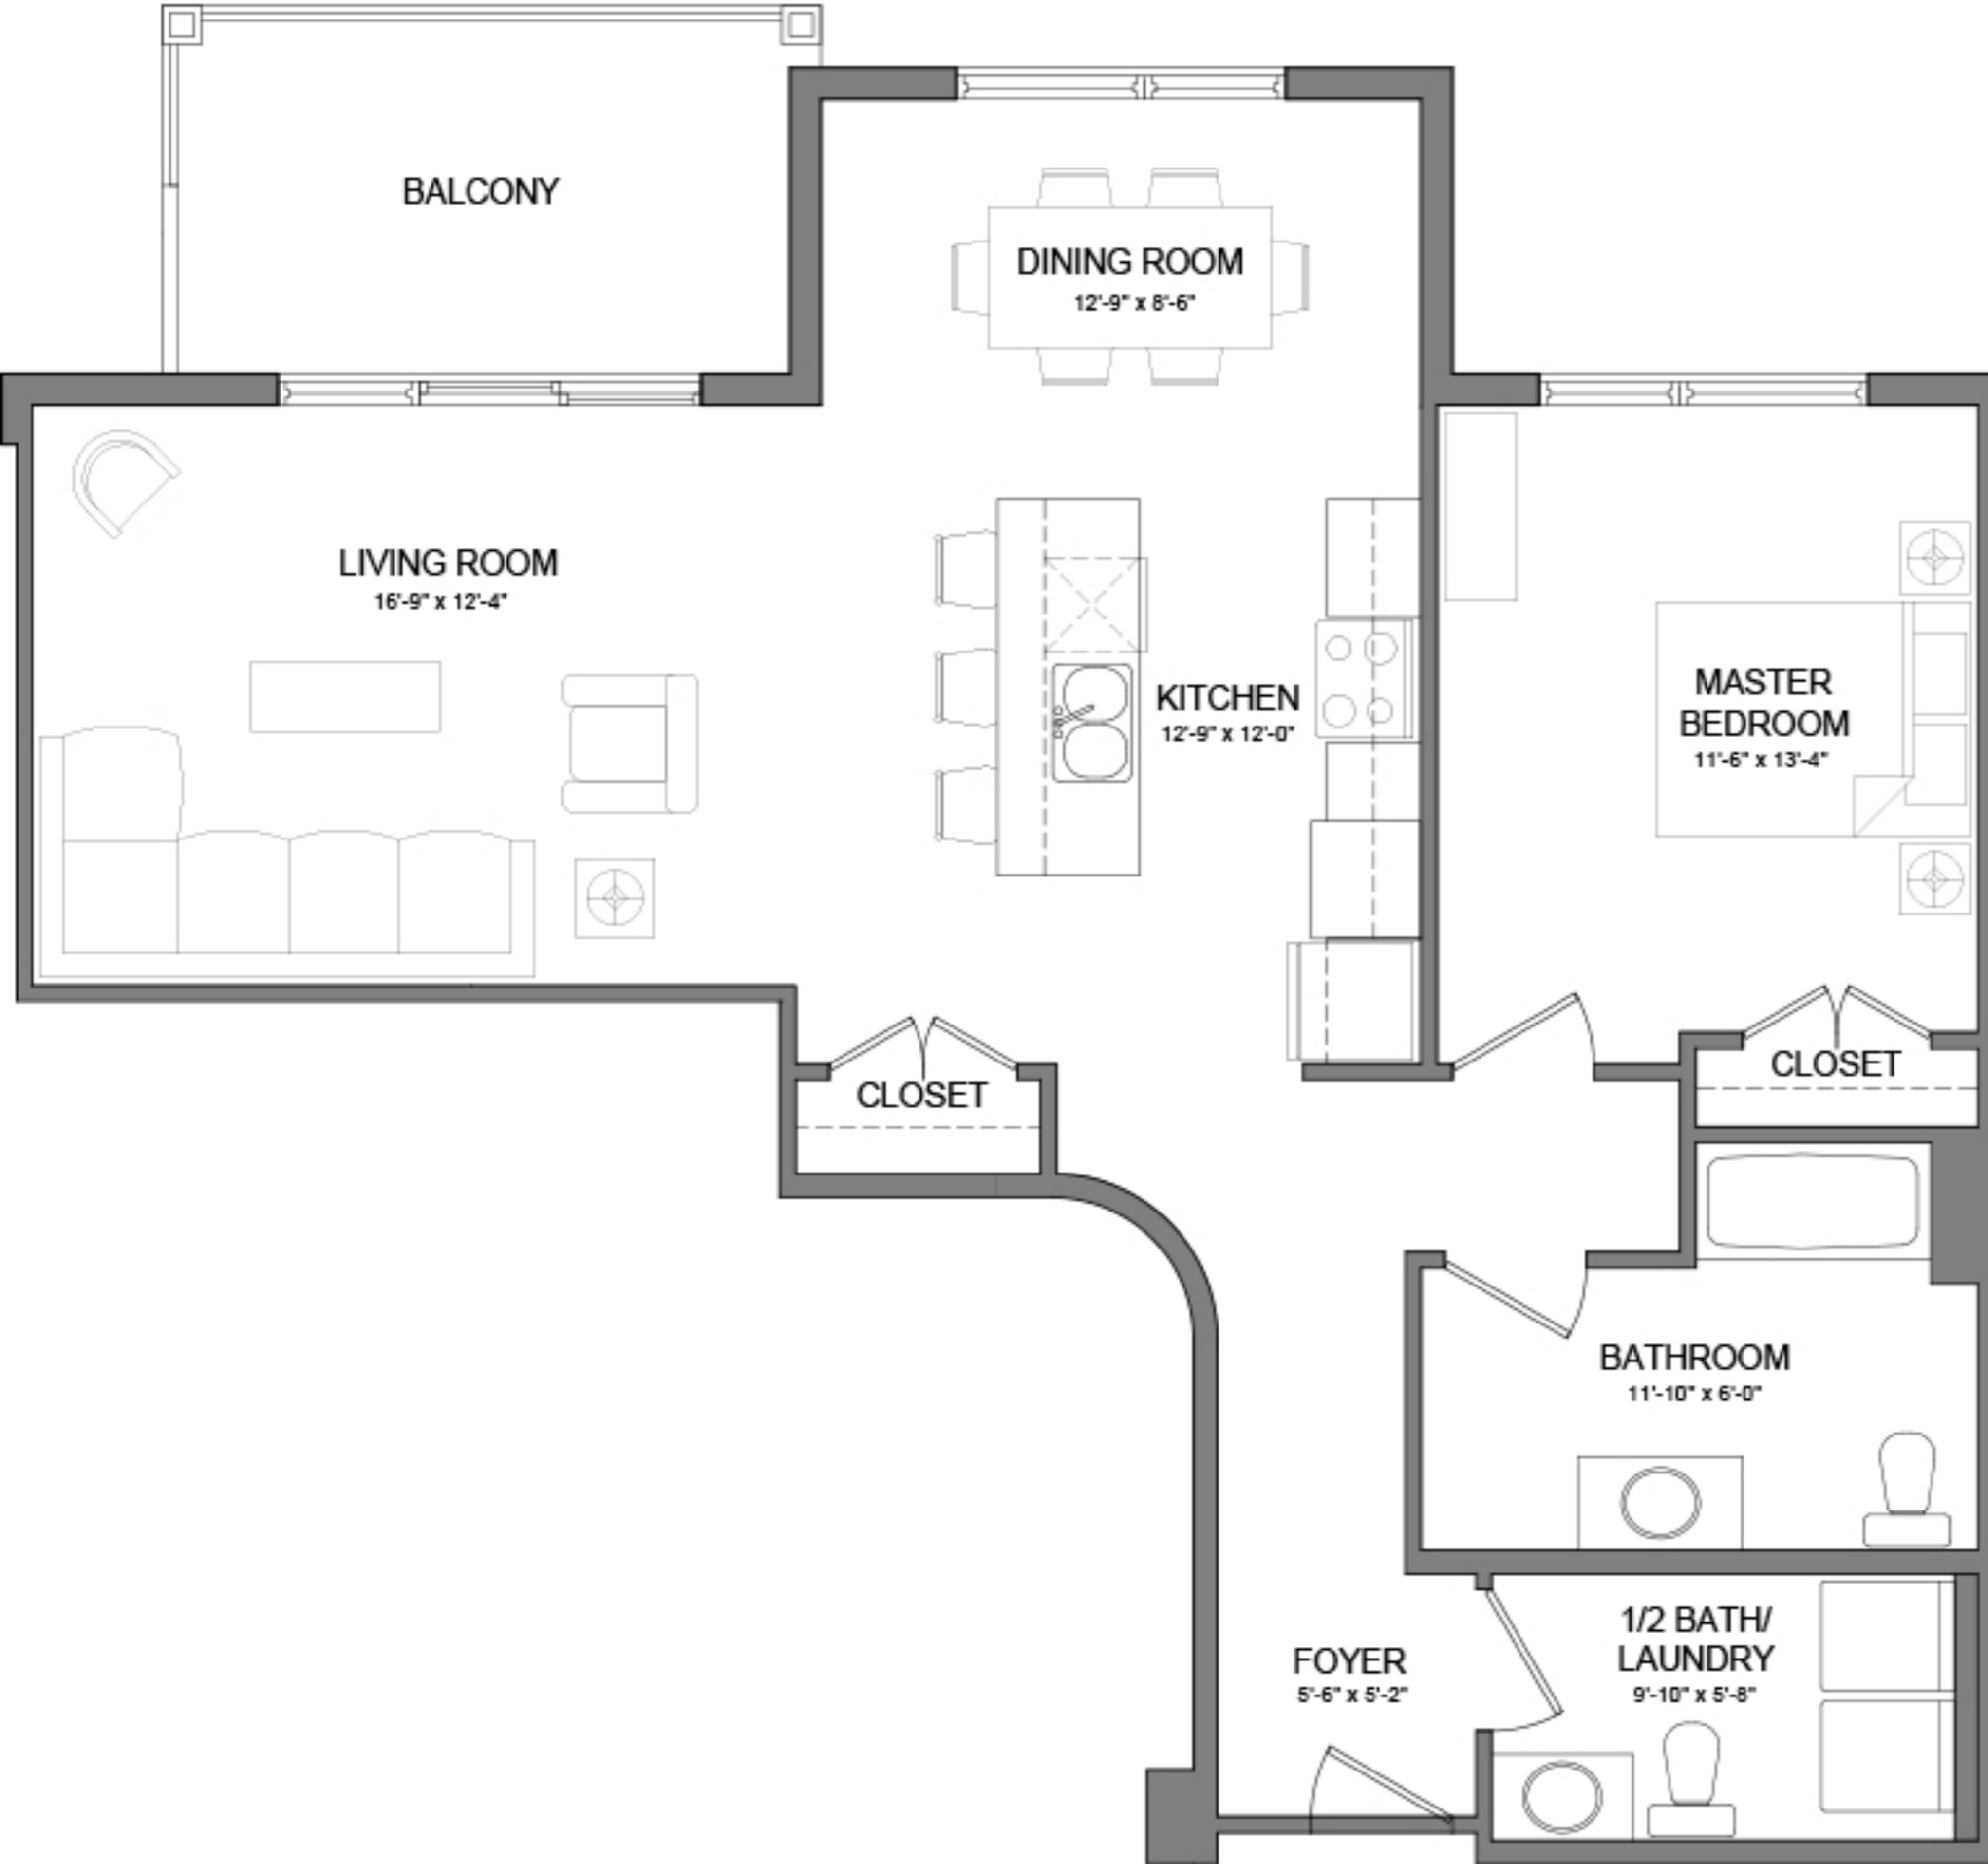 BALCONY
DINING ROOM
12'-9" x 8'-6"
LIVING ROOM
16'-9" x 12'-4"
KITCHEN
12'-9" x 12'-0"
MASTER
BEDROOM
11'-6" x 13'-4"
CLOSET
CLOSET
BATHROOM
11'-10" x 6'-0"
1/2 BATH/
LAUNDRY
9'-10" x 5'-8"
FOYER
5'-6" x 5'-2"